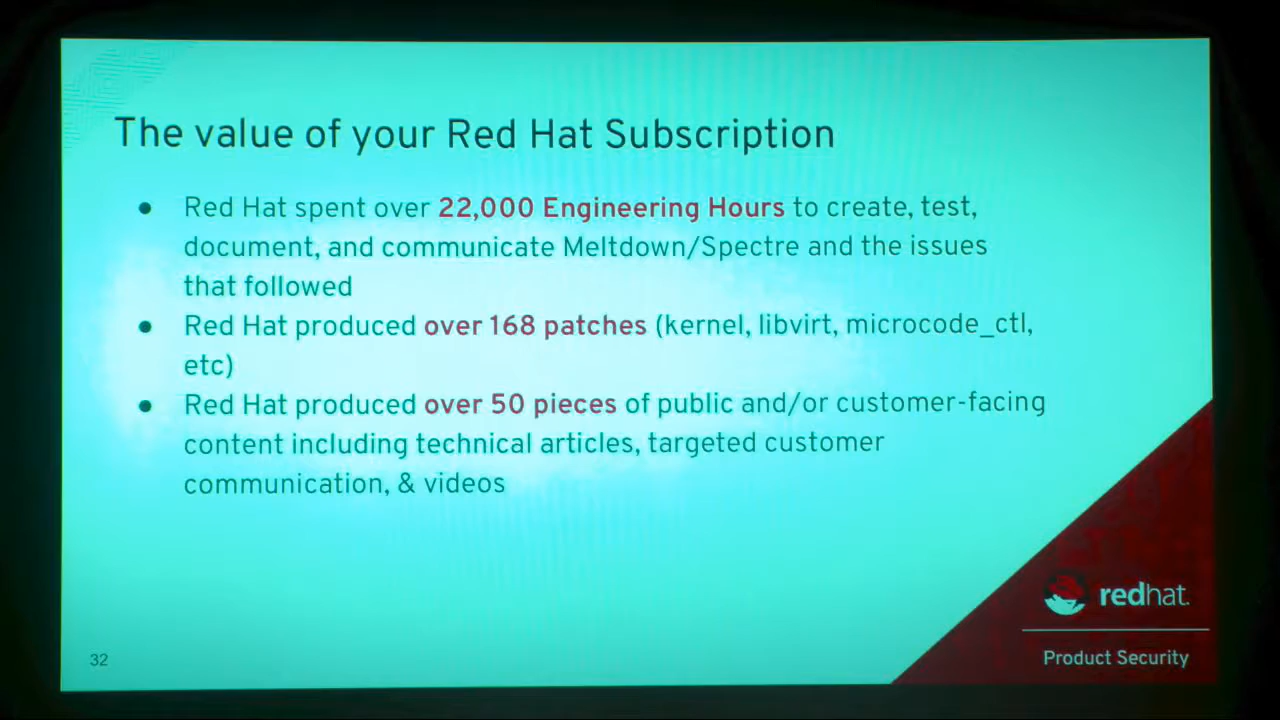 The value of your Red Hat Subscription
● Red Hat spent over 22,000 Engineering Hours to create, test,
document, and communicate Meltdown/Spectre and the issues
that followed
● Red Hat produced over 168 patches (kernel, libvirt, microcode_ctl,
etc)
● Red Hat produced over 50 pieces of public and/or customer-facing
content including technical articles, targeted customer
communication, & videos
redhat.
Product Security
32